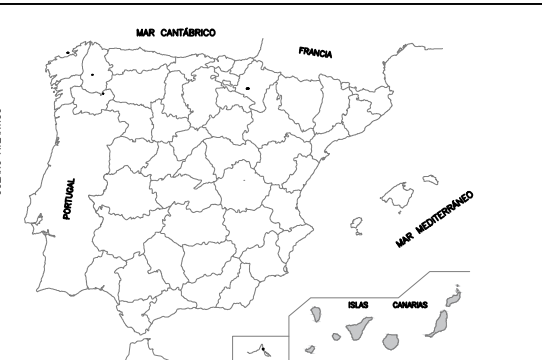 MAR CANTÁBRICO
FRANCIA
PORTUGAL
MAR MEDITERRÁNEO
ISLAS CANARIAS